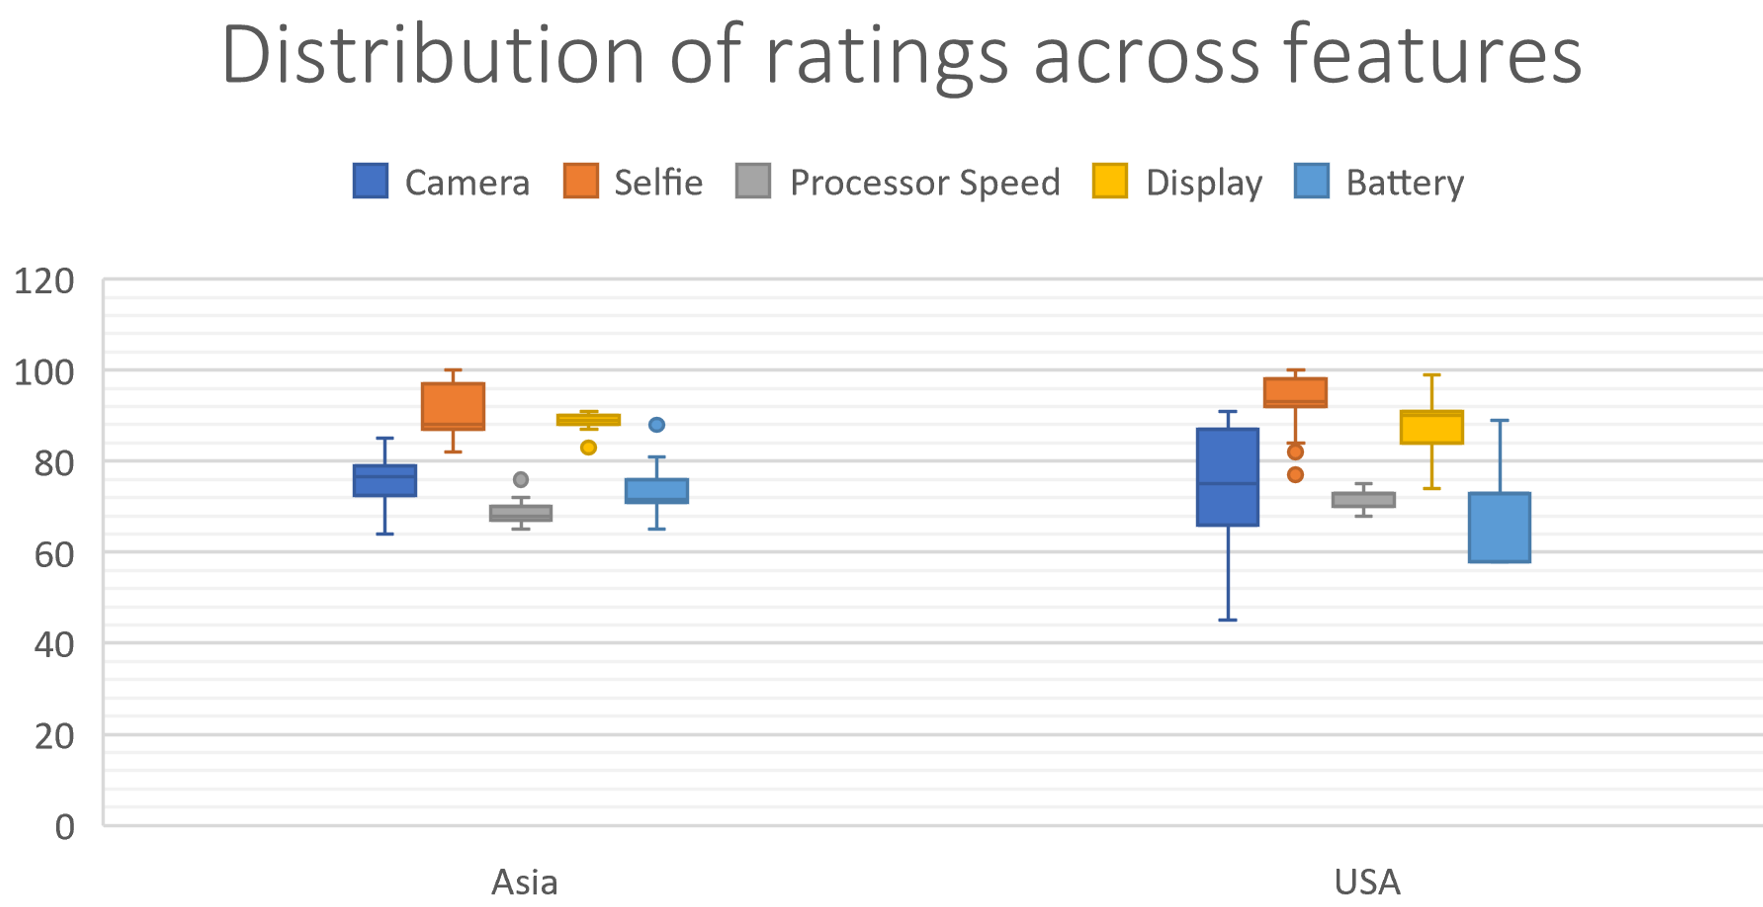 Distribution of ratings across features
Camera Selfie Processor Speed Display Battery
120
100
80
60
40
20
0
Asia USA